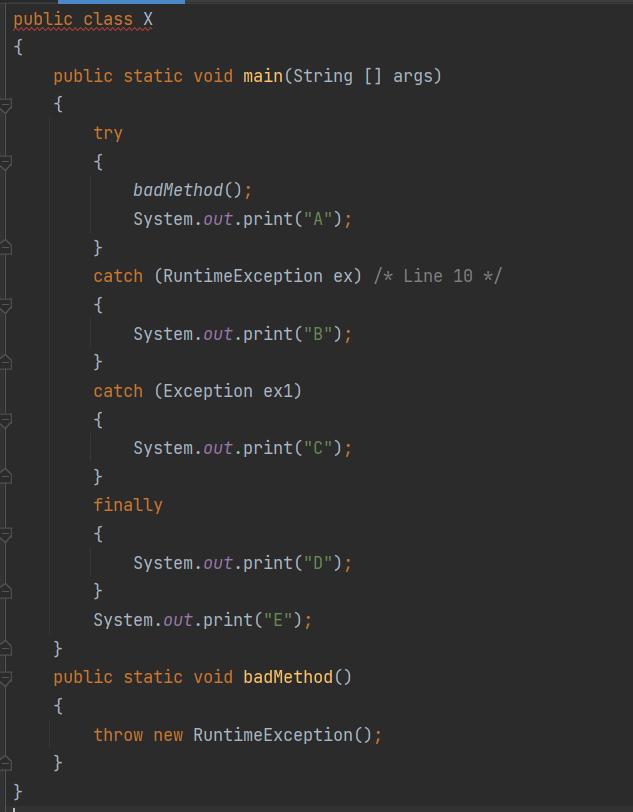 public class X
{
    public static void main(String [] args)
    {
        try
        {
            badMethod();
            System.out.print("A");
        }
        catch (RuntimeException ex) /* Line 10 */
        {
            System.out.print("B");
        }
        catch (Exception ex1)
        {
            System.out.print("C");
        }
        finally
        {
            System.out.print("D");
        }
        System.out.print("E");
    }
    public static void badMethod()
    {
        throw new RuntimeException();
    }
}